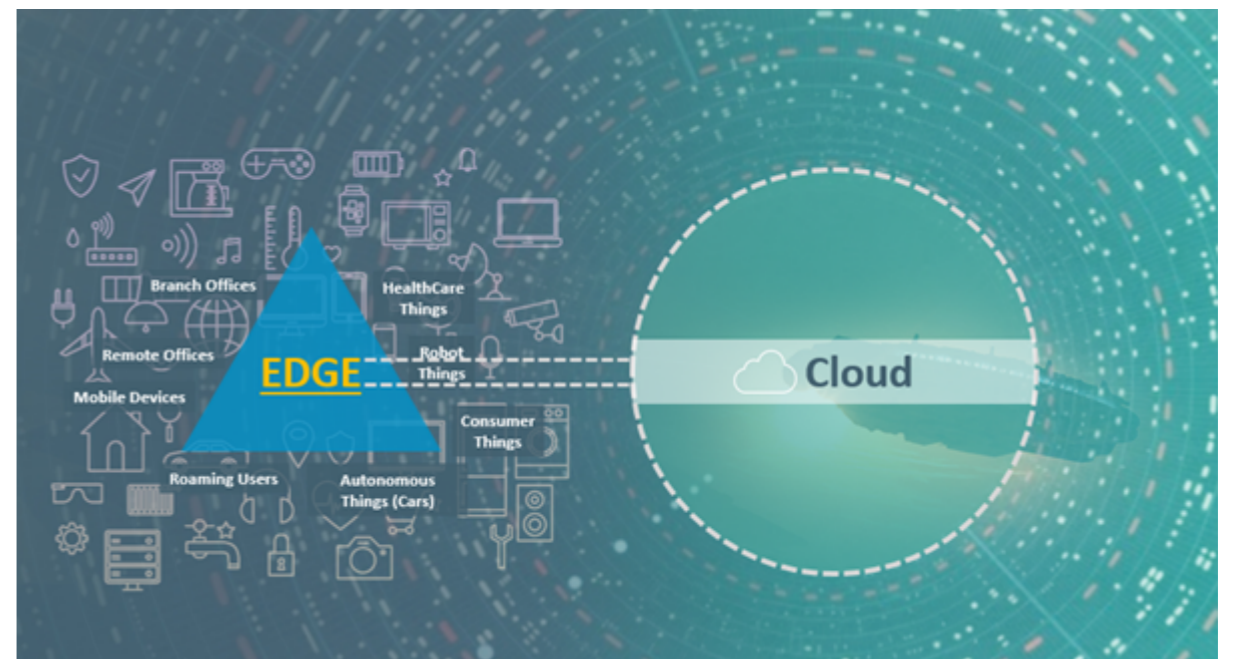 Branch Offices
HealthCare
Things
Remote Offices
EDGE
Robot
Things
Cloud
Mobile Devices
Consumer
Things
Roaming Users
Autonomous
Things (Cars)